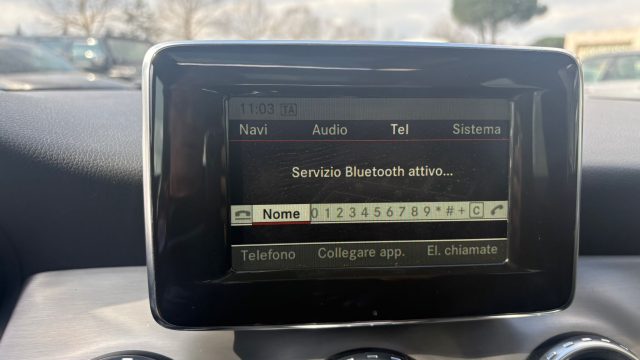 11:03 TA
Navi Audio Tel Sistema
Servizio Bluetooth attivo...
Nome 0 1 2 3 4 5 6 7 8 9 * # + C
Telefono Collegare app. El. chiamate